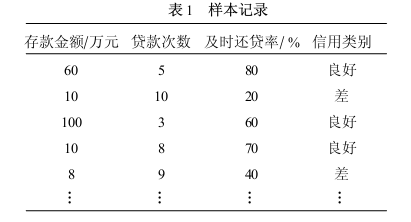 表1 样本记录
存款金额/万元 贷款次数 及时还贷率/% 信用类别
60 5 80 良好
10 10 20 差
100 3 60 良好
10 8 70 良好
8 9 40 差
⋮ ⋮ ⋮ ⋮